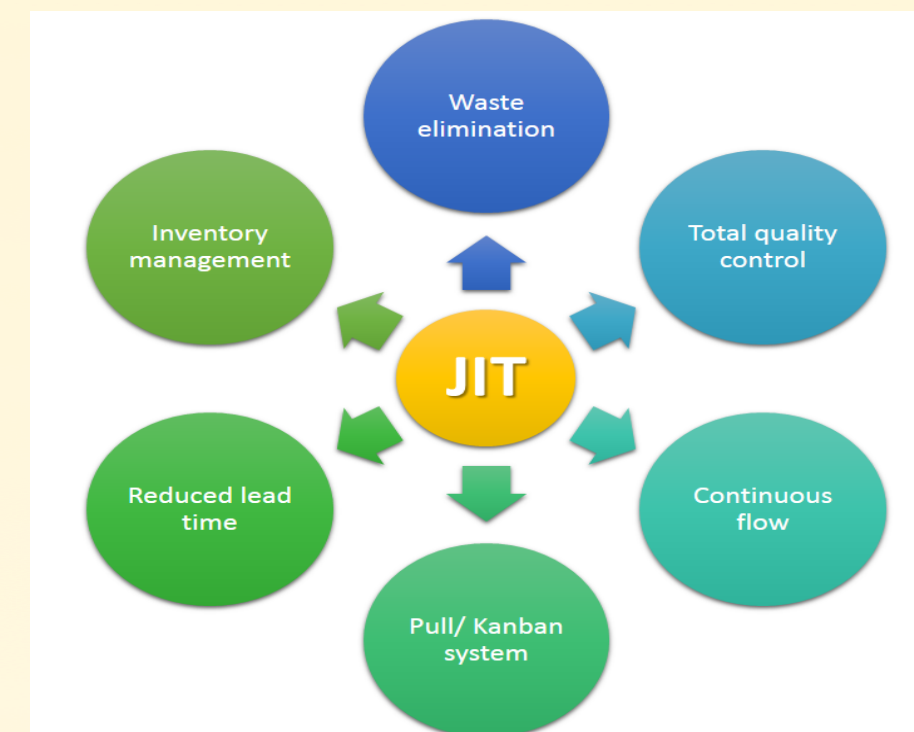 Waste
elimination
Total quality
control
Continuous
flow
Pull/ Kanban
system
Reduced lead
time
Inventory
management
JIT